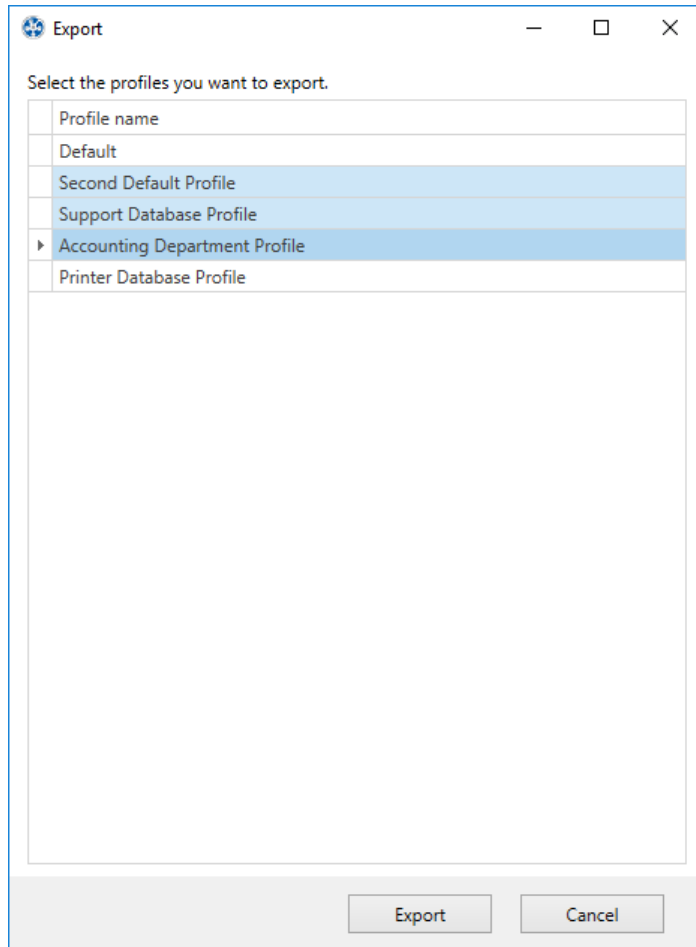 Export
Select the profiles you want to export.
Profile name
Default
Second Default Profile
Support Database Profile
Accounting Department Profile
Printer Database Profile
Export Cancel